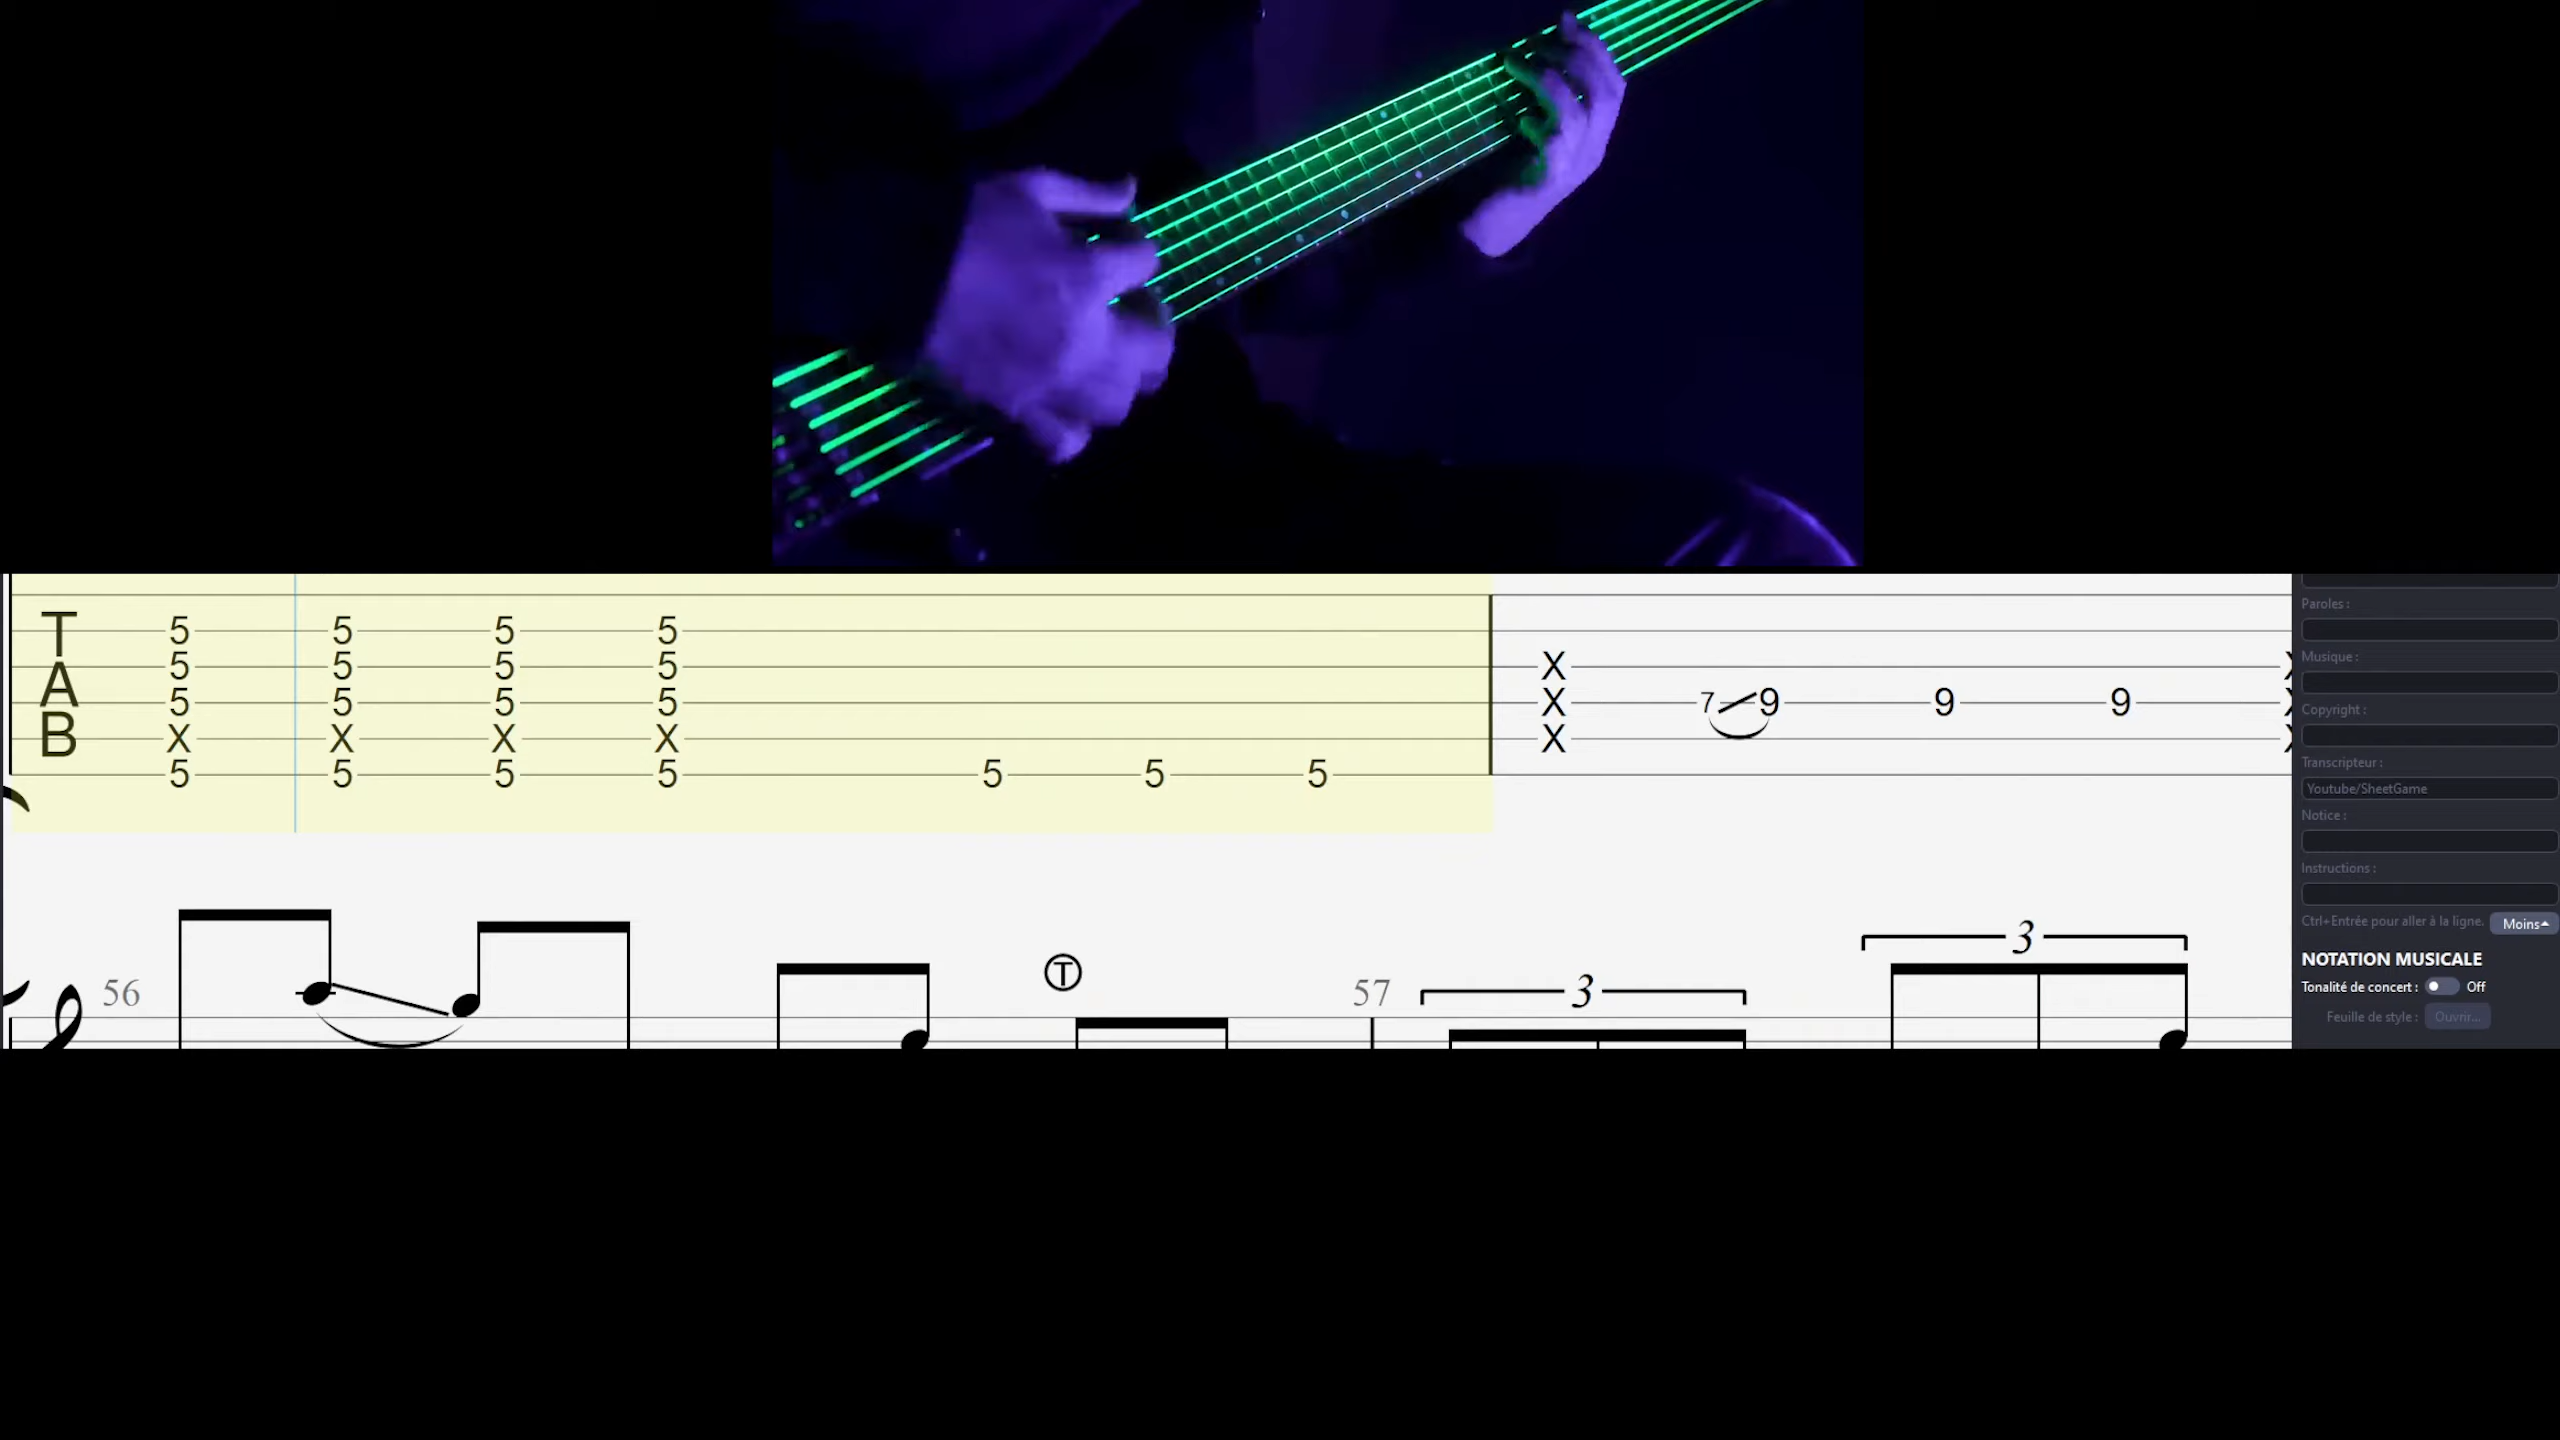 T 5 5 5 5
A 5 5 5 5 X
B 5 5 5 5 X 7 9 9 9
X X X X X
5 5 5 5 5 5 5
56 T 57 3 3
Paroles :
Musique :
Copyright :
Transcripteur :
Youtube/SheetGame
Notice :
Instructions :
Ctrl+Entrée pour aller à la ligne. Moins
NOTATION MUSICALE
Tonalité de concert : Off
Feuille de style : Ouvrir...